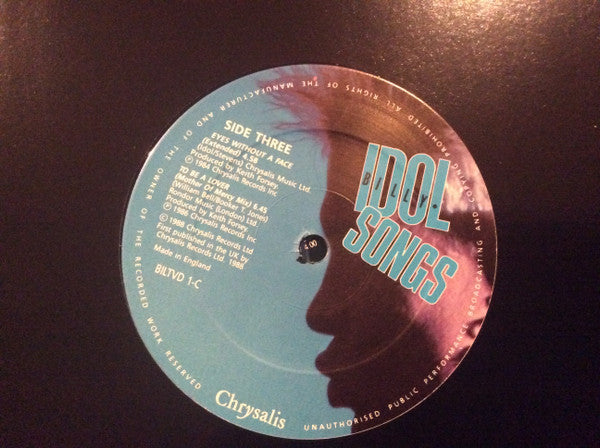 SIDE THREE
EYES WITHOUT A FACE
(Extended) 4.58
(Idol/Stevens) Chrysalis Music Ltd.
Produced by Keith Forsey
℗ 1984 Chrysalis Records Inc
TO BE A LOVER
(Mother Of Mercy Mix) 6.45
(William Bell/Booker T. Jones)
Rondor Music (London) Ltd
Produced by Keith Forsey
℗ 1986 Chrysalis Records Inc
© 1988 Chrysalis Records Ltd
First published in the UK by
Chrysalis Records Ltd. 1988
Made in England
BILTVD 1-C
IDOL
BILLY
SONGS
Chrysalis
ALL RIGHTS OF THE MANUFACTURER AND OF THE OWNER OF THE RECORDED WORK RESERVED
UNAUTHORISED PUBLIC PERFORMANCE BROADCASTING AND COPYING PROHIBITED